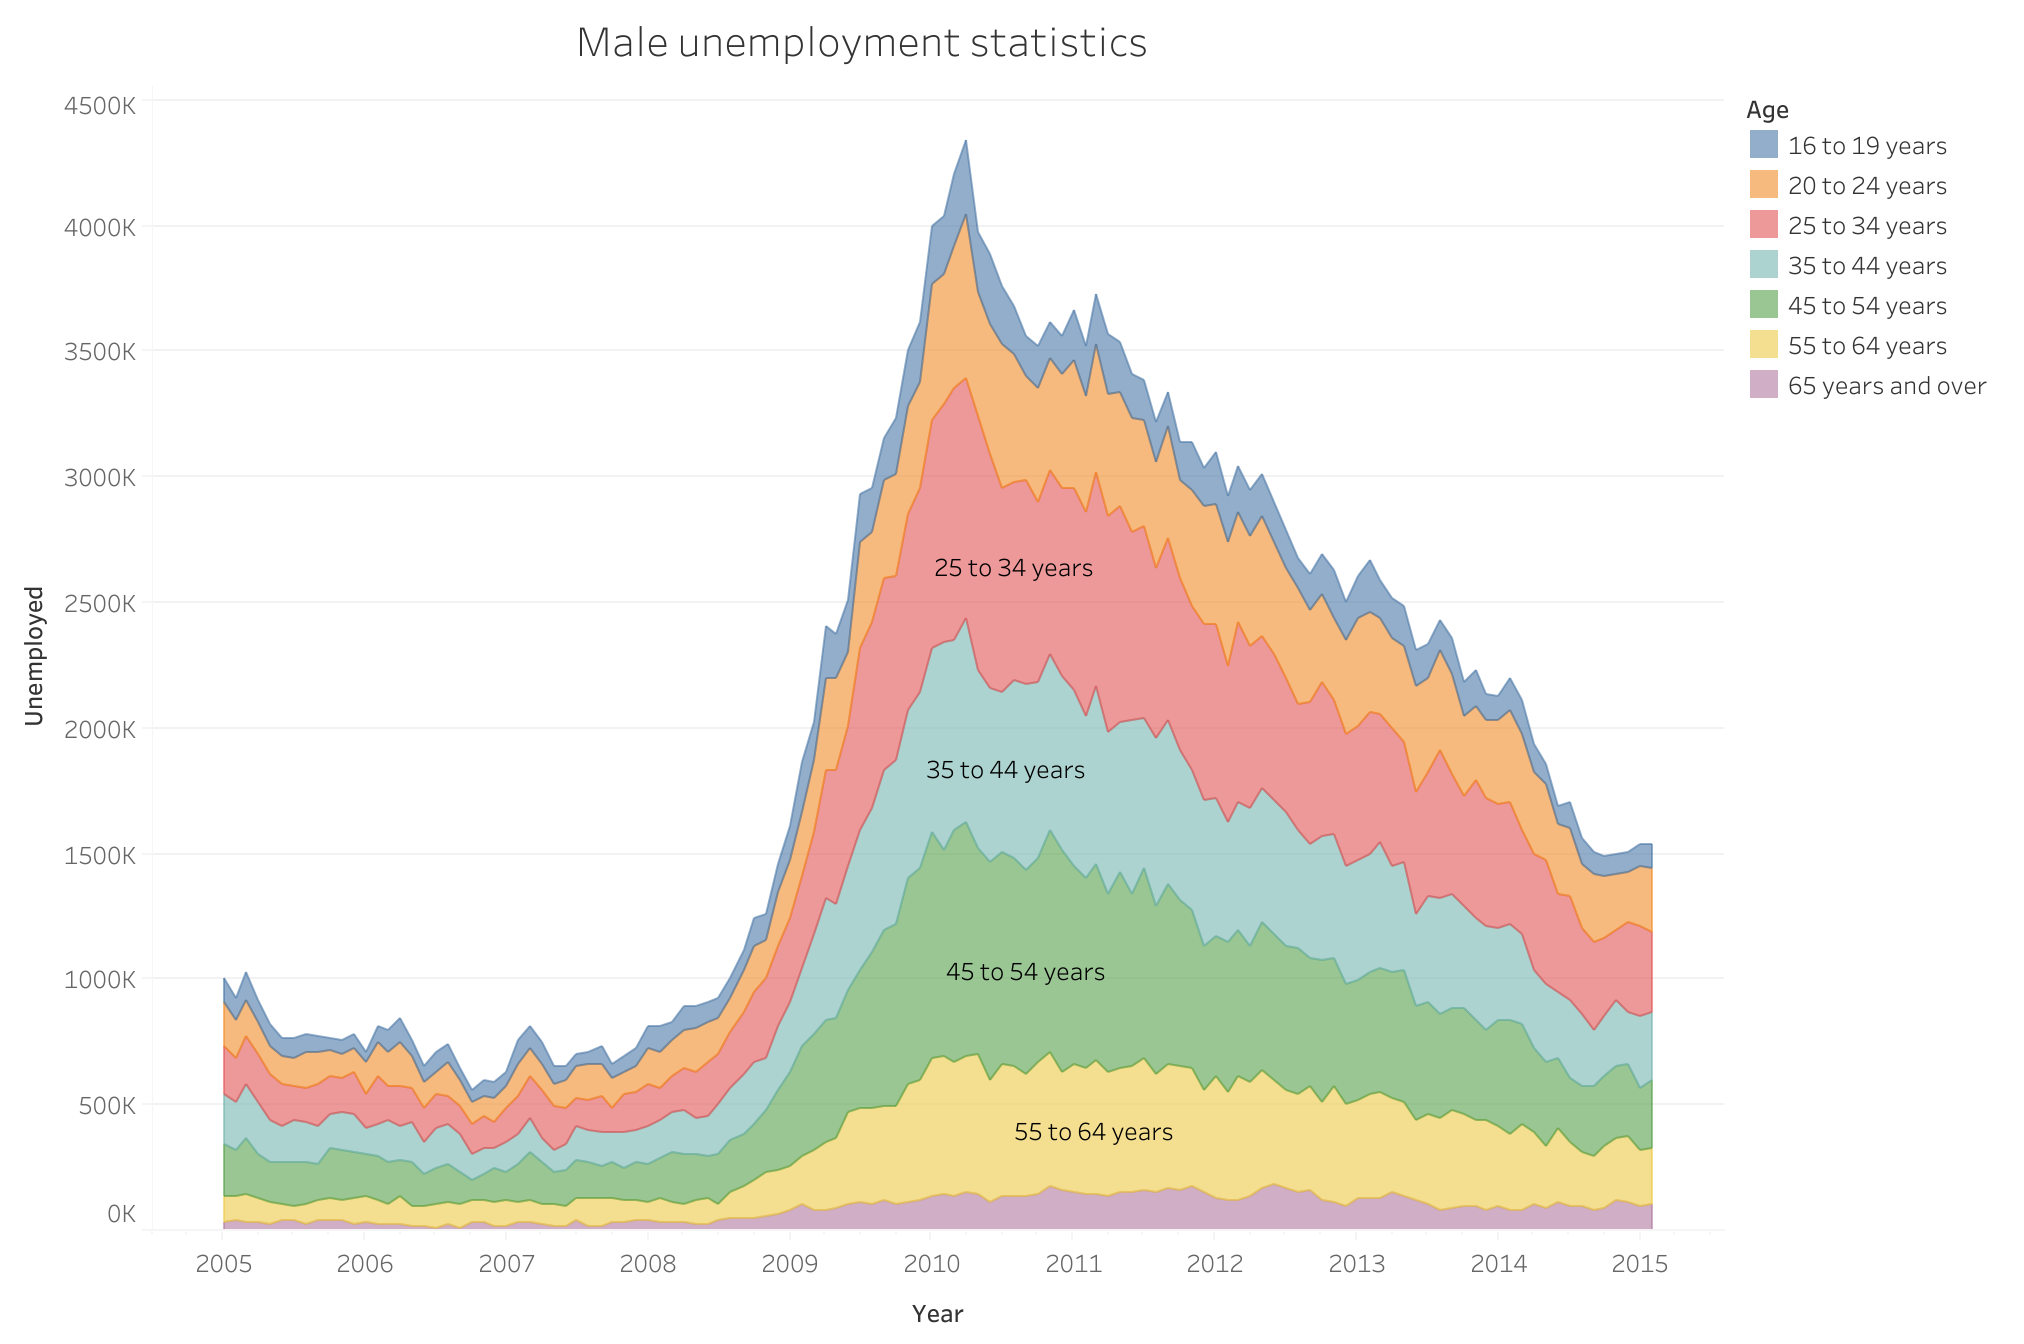 Male unemployment statistics
4500K
4000K
3500K
3000K
2500K
2000K
1500K
1000K
500K
0K
Unemployed
25 to 34 years
35 to 44 years
45 to 54 years
55 to 64 years
2005 2006 2007 2008 2009 2010 2011 2012 2013 2014 2015
Year
Age
16 to 19 years
20 to 24 years
25 to 34 years
35 to 44 years
45 to 54 years
55 to 64 years
65 years and over